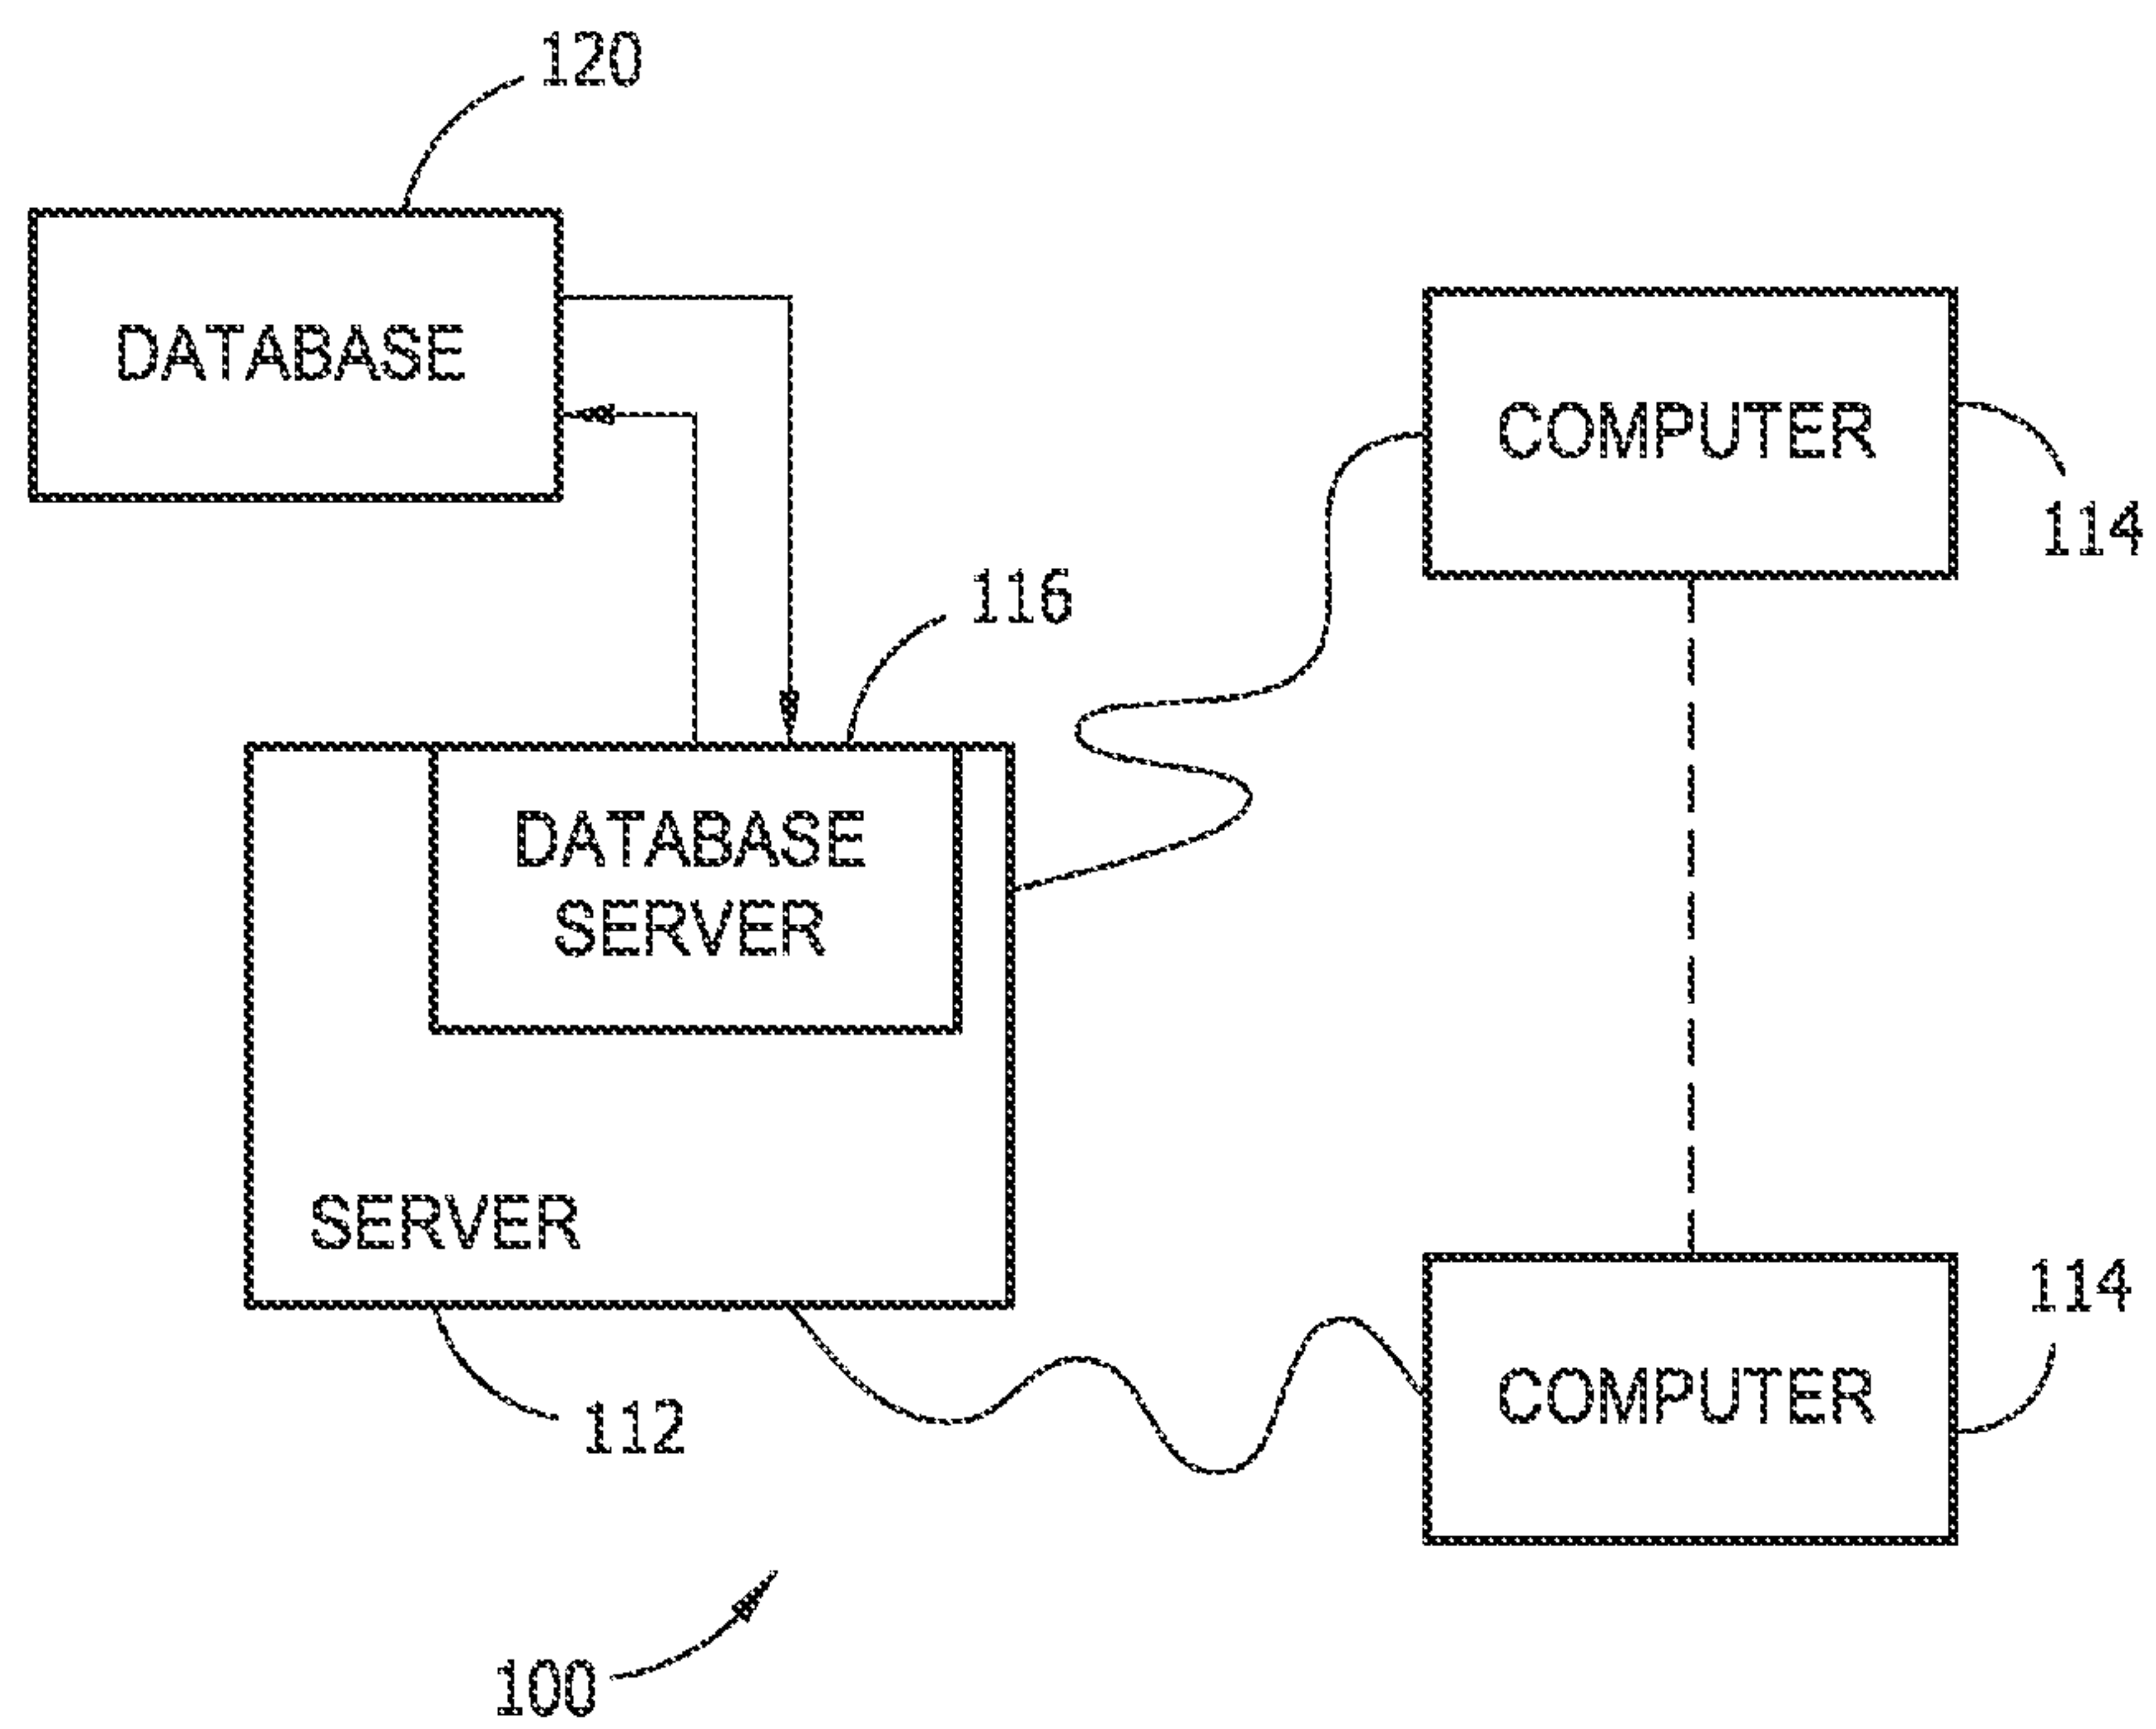 120
DATABASE
COMPUTER
114
116
DATABASE
SERVER
SERVER
114
COMPUTER
112
100